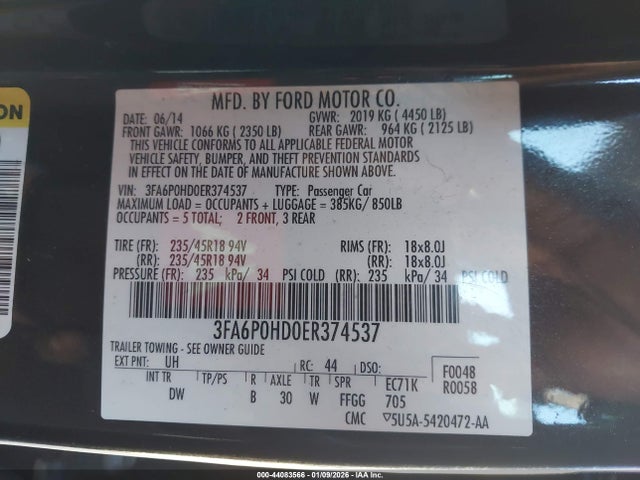 ON
MFD. BY FORD MOTOR CO.
DATE: 06/14 GVWR: 2019 KG ( 4450 LB)
FRONT GAWR: 1066 KG ( 2350 LB) REAR GAWR: 964 KG ( 2125 LB)
THIS VEHICLE CONFORMS TO ALL APPLICABLE FEDERAL MOTOR
VEHICLE SAFETY, BUMPER, AND THEFT PREVENTION STANDARDS
IN EFFECT ON THE DATE OF MANUFACTURE SHOWN ABOVE.
VIN: 3FA6P0HD0ER374537 TYPE: Passenger Car
MAXIMUM LOAD = OCCUPANTS + LUGGAGE = 385KG/ 850LB
OCCUPANTS = 5 TOTAL; 2 FRONT, 3 REAR
TIRE (FR): 235/45R18 94V RIMS (FR): 18x8.0J
(RR): 235/45R18 94V (RR): 18x8.0J
PRESSURE (FR): 235 kPa/ 34 PSI COLD (RR): 235 kPa/ 34 PSI COLD
3FA6P0HD0ER374537
TRAILER TOWING - SEE OWNER GUIDE
EXT PNT: UH RC: 44 DSO: F0048
R0058
INT TR TP/PS R AXLE TR SPR EC71K
DW B 30 W FFGG 705
CMC ▽5U5A-5420472-AA
000-44083566 - 01/09/2026 - IAA Inc.